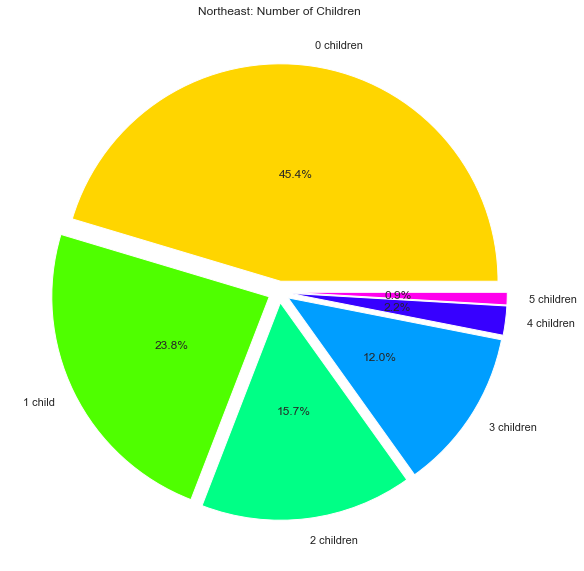 Northeast: Number of Children
0 children
45.4%
0.9%
5 children
4 children
23.8%
12.0%
1 child
15.7%
3 children
2 children